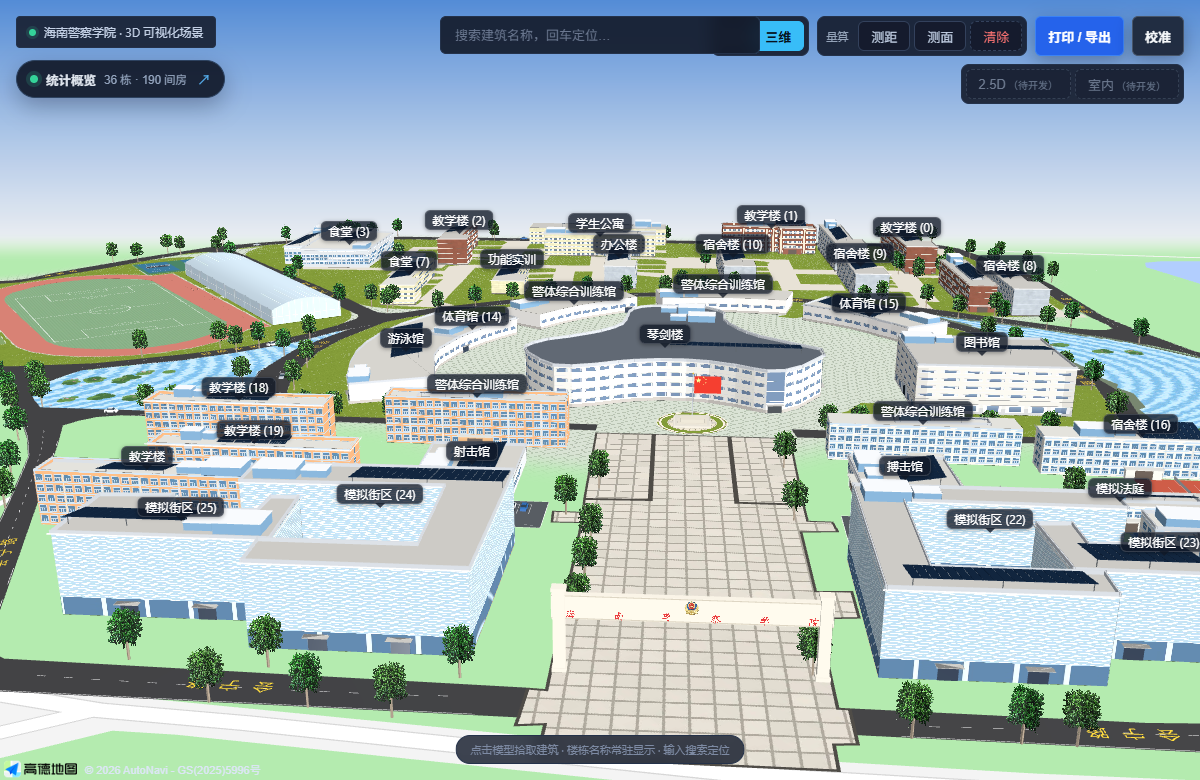 海南警察学院 · 3D 可视化场景
搜索建筑名称，回车定位…
三维
量算
测距
测面
清除
打印 / 导出
校准
统计概览 36 栋 · 190 间房 ↗
2.5D （待开发）
室内 （待开发）
教学楼 (1)
教学楼 (2)
学生公寓
食堂 (3)
教学楼 (0)
办公楼
宿舍楼 (10)
宿舍楼 (9)
食堂 (7)
功能实训
宿舍楼 (8)
警体综合训练馆
警体综合训练馆
体育馆 (15)
体育馆 (14)
游泳馆
琴剑楼
图书馆
教学楼 (18)
警体综合训练馆
警体综合训练馆
宿舍楼 (16)
教学楼 (19)
教学楼
射击馆
搏击馆
模拟法庭
模拟街区 (24)
模拟街区 (25)
模拟街区 (22)
模拟街区 (23)
点击模型拾取建筑 · 楼栋名称常驻显示 · 输入搜索定位
高德地图
© 2026 AutoNavi - GS(2025)5996号